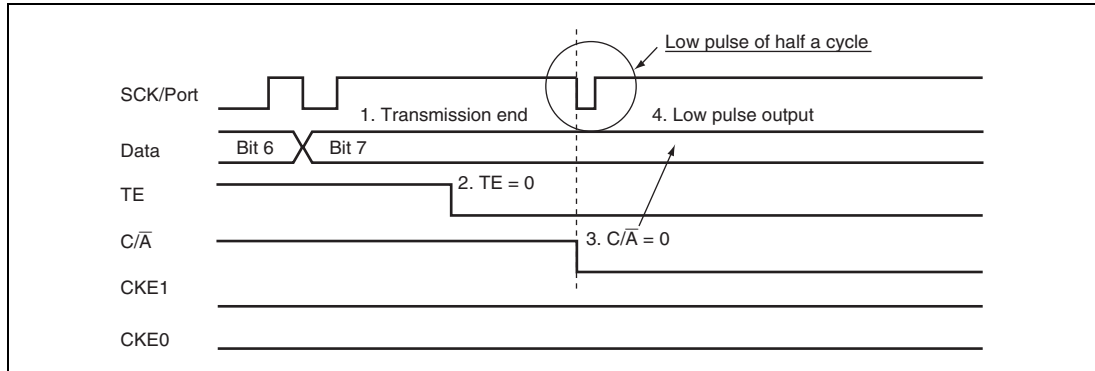 Low pulse of half a cycle
SCK/Port
1. Transmission end
4. Low pulse output
Data
Bit 6
Bit 7
TE
2. TE = 0
C/A̅
3. C/A̅ = 0
CKE1
CKE0